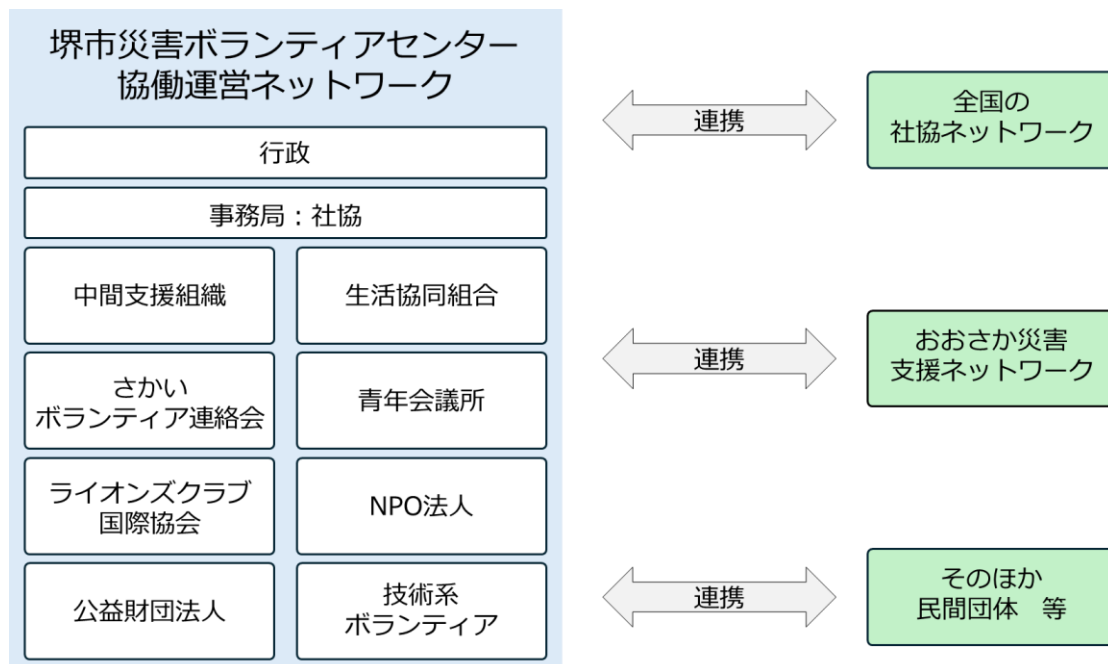 堺市災害ボランティアセンター
協働運営ネットワーク
行政
事務局：社協
中間支援組織
生活協同組合
さかい
ボランティア連絡会
青年会議所
ライオンズクラブ
国際協会
NPO法人
公益財団法人
技術系
ボランティア
連携
全国の
社協ネットワーク
連携
おおさか災害
支援ネットワーク
連携
そのほか
民間団体　等